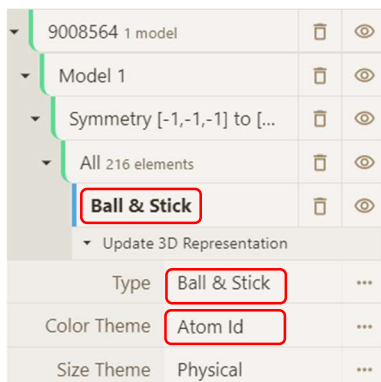 9008564 1 model
Model 1
Symmetry [-1,-1,-1] to [...
All 216 elements
Ball & Stick
Update 3D Representation
Type Ball & Stick
Color Theme Atom Id
Size Theme Physical